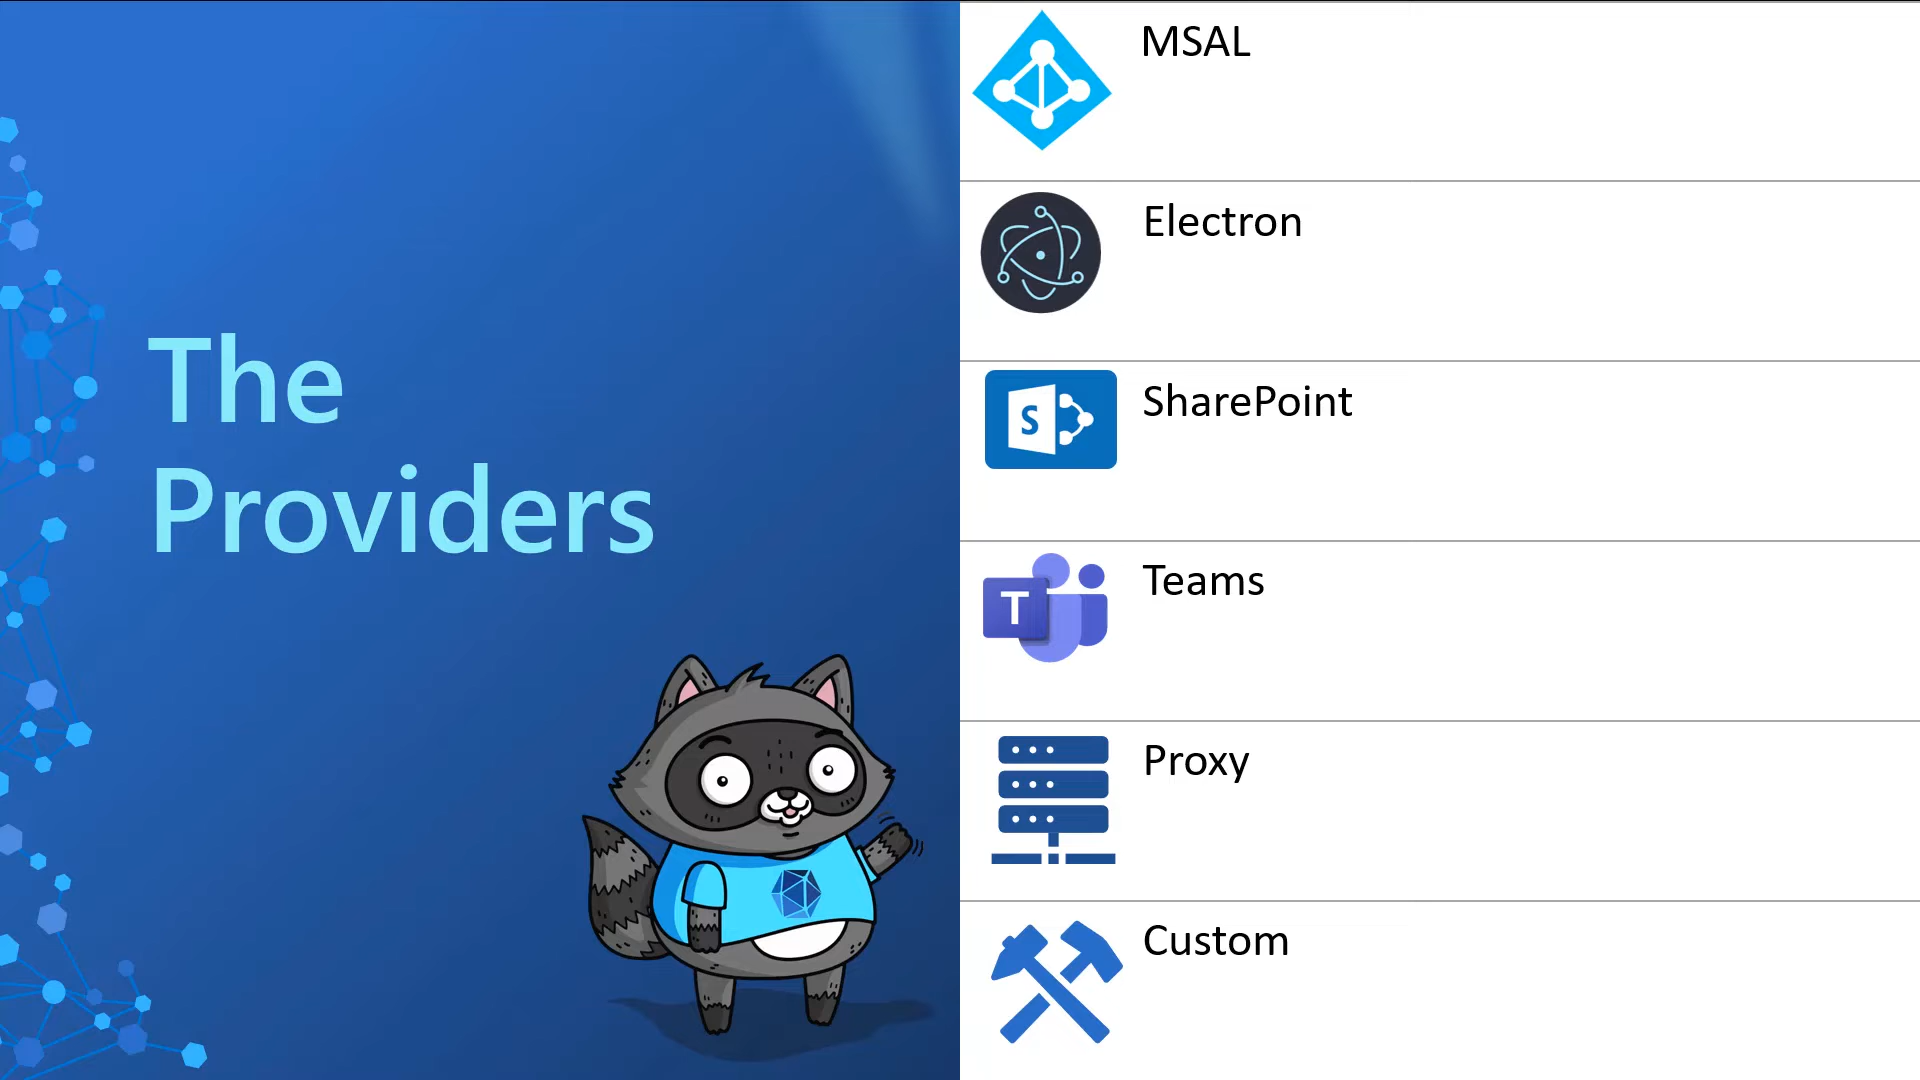 The
Providers
MSAL
Electron
S
SharePoint
T
Teams
Proxy
Custom